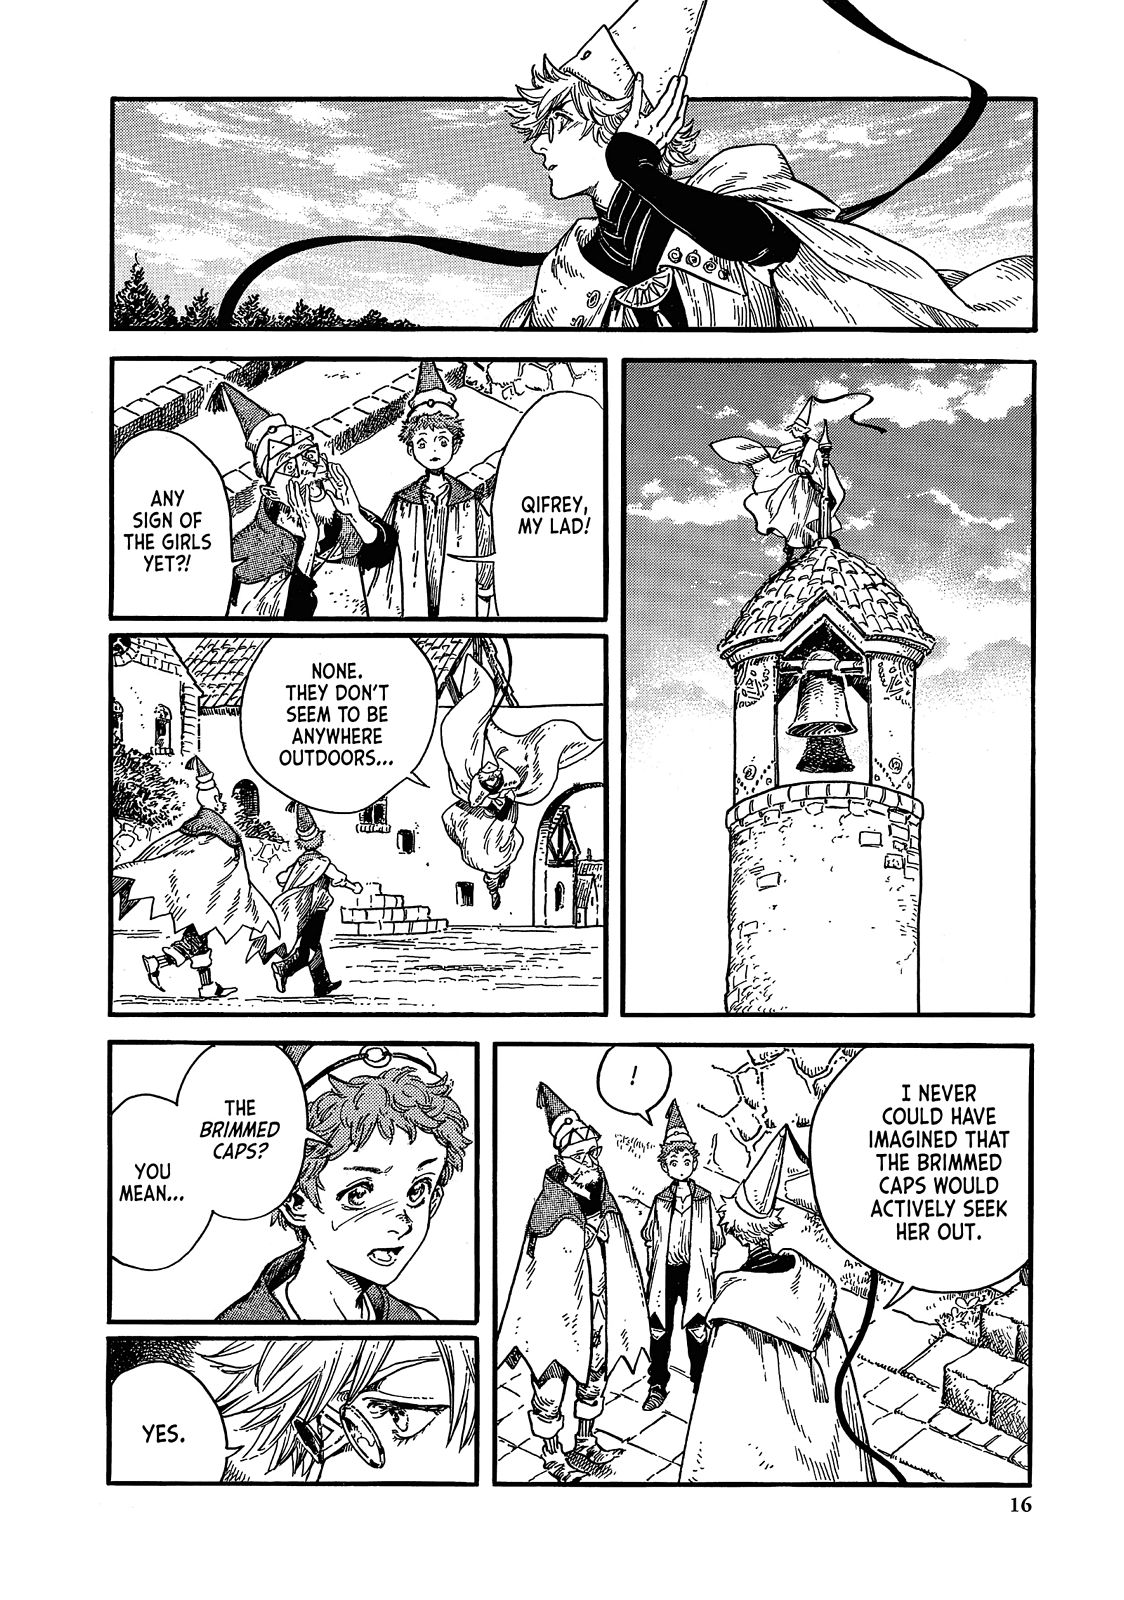 QIFREY,
MY LAD!
ANY
SIGN OF
THE GIRLS
YET?!
NONE.
THEY DON'T
SEEM TO BE
ANYWHERE
OUTDOORS...
I NEVER
COULD HAVE
IMAGINED THAT
THE BRIMMED
CAPS WOULD
ACTIVELY SEEK
HER OUT.
!
THE
BRIMMED
CAPS?
YOU
MEAN...
YES.
16